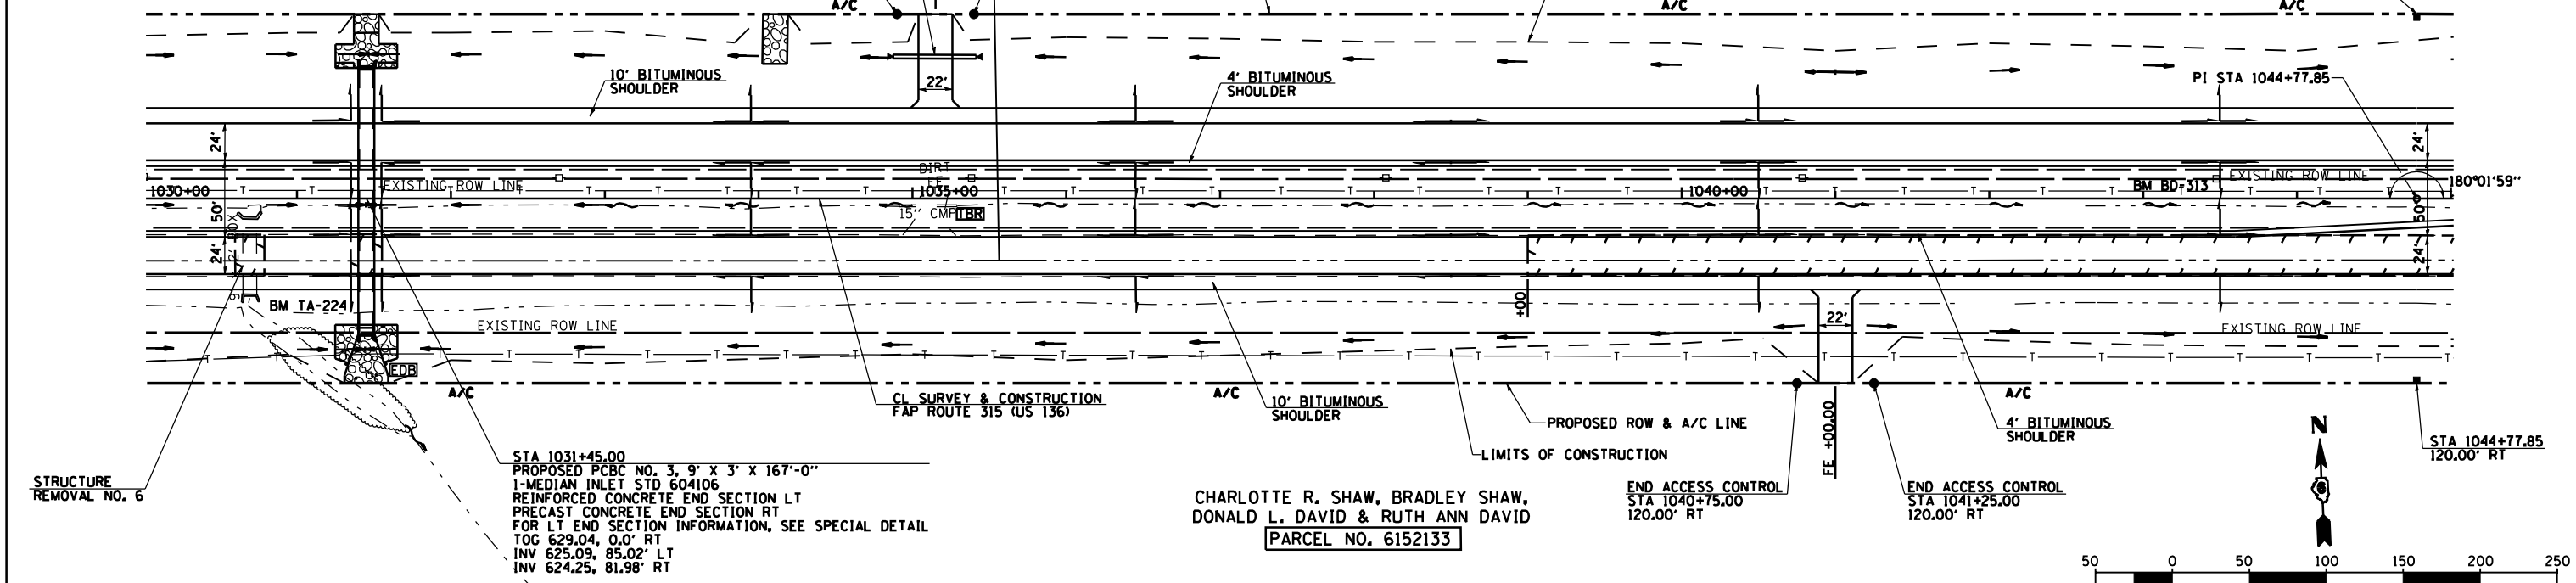 A/C
A/C
A/C
10' BITUMINOUS
SHOULDER
22'
4' BITUMINOUS
SHOULDER
PI STA 1044+77.85
24'
24'
DIRT
FE
1030+00
EXISTING ROW LINE
1035+00
1040+00
BM BD-313
EXISTING ROW LINE
180°01'59''
50'
15'' CMP
TBR
50'
24'
24'
BM TA-224
+00
EXISTING ROW LINE
22'
EXISTING ROW LINE
EDB
A/C
A/C
A/C
CL SURVEY & CONSTRUCTION
FAP ROUTE 315 (US 136)
10' BITUMINOUS
SHOULDER
PROPOSED ROW & A/C LINE
FE +00.00
4' BITUMINOUS
SHOULDER
N
STA 1044+77.85
120.00' RT
LIMITS OF CONSTRUCTION
STRUCTURE
REMOVAL NO. 6
STA 1031+45.00
PROPOSED PCBC NO. 3, 9' X 3' X 167'-0''
1-MEDIAN INLET STD 604106
REINFORCED CONCRETE END SECTION LT
PRECAST CONCRETE END SECTION RT
FOR LT END SECTION INFORMATION, SEE SPECIAL DETAIL
TOG 629.04, 0.0' RT
INV 625.09, 85.02' LT
INV 624.25, 81.98' RT
CHARLOTTE R. SHAW, BRADLEY SHAW,
DONALD L. DAVID & RUTH ANN DAVID
PARCEL NO. 6152133
END ACCESS CONTROL
STA 1040+75.00
120.00' RT
END ACCESS CONTROL
STA 1041+25.00
120.00' RT
50 0 50 100 150 200 250